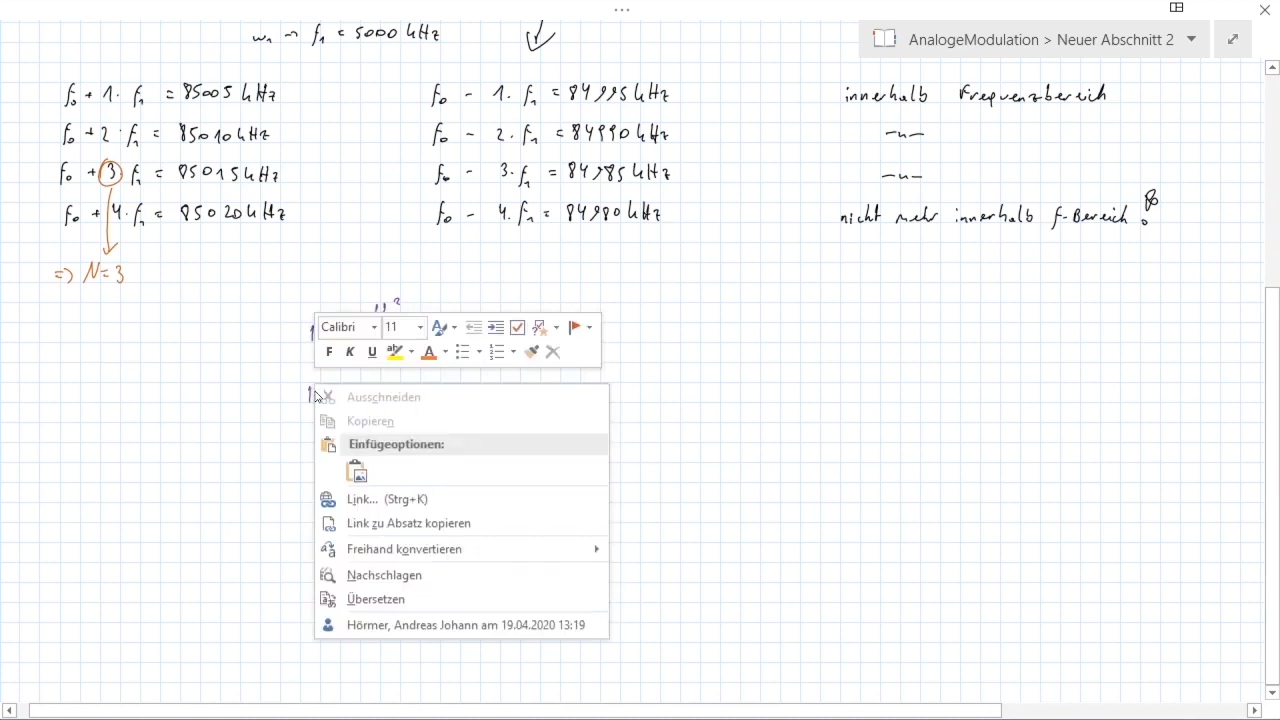 ...
AnalogeModulation > Neuer Abschnitt 2
ω₁ → f₁ = 5000 kHz
f₀ + 1 · f₁ = 85005 kHz f₀ - 1 · f₁ = 84995 kHz innerhalb Frequenzbereich
f₀ + 2 · f₁ = 85010 kHz f₀ - 2 · f₁ = 84990 kHz -"-
f₀ + 3 f₁ = 85015 kHz f₀ - 3 · f₁ = 84985 kHz -"-
f₀ + 4 · f₁ = 85020 kHz f₀ - 4 · f₁ = 84980 kHz nicht mehr innerhalb f-Bereich !
=> N = 3
U²
Calibri 11
F K U ab A
Ausschneiden
Kopieren
Einfügeoptionen:
Link... (Strg+K)
Link zu Absatz kopieren
Freihand konvertieren
Nachschlagen
Übersetzen
Hörmer, Andreas Johann am 19.04.2020 13:19